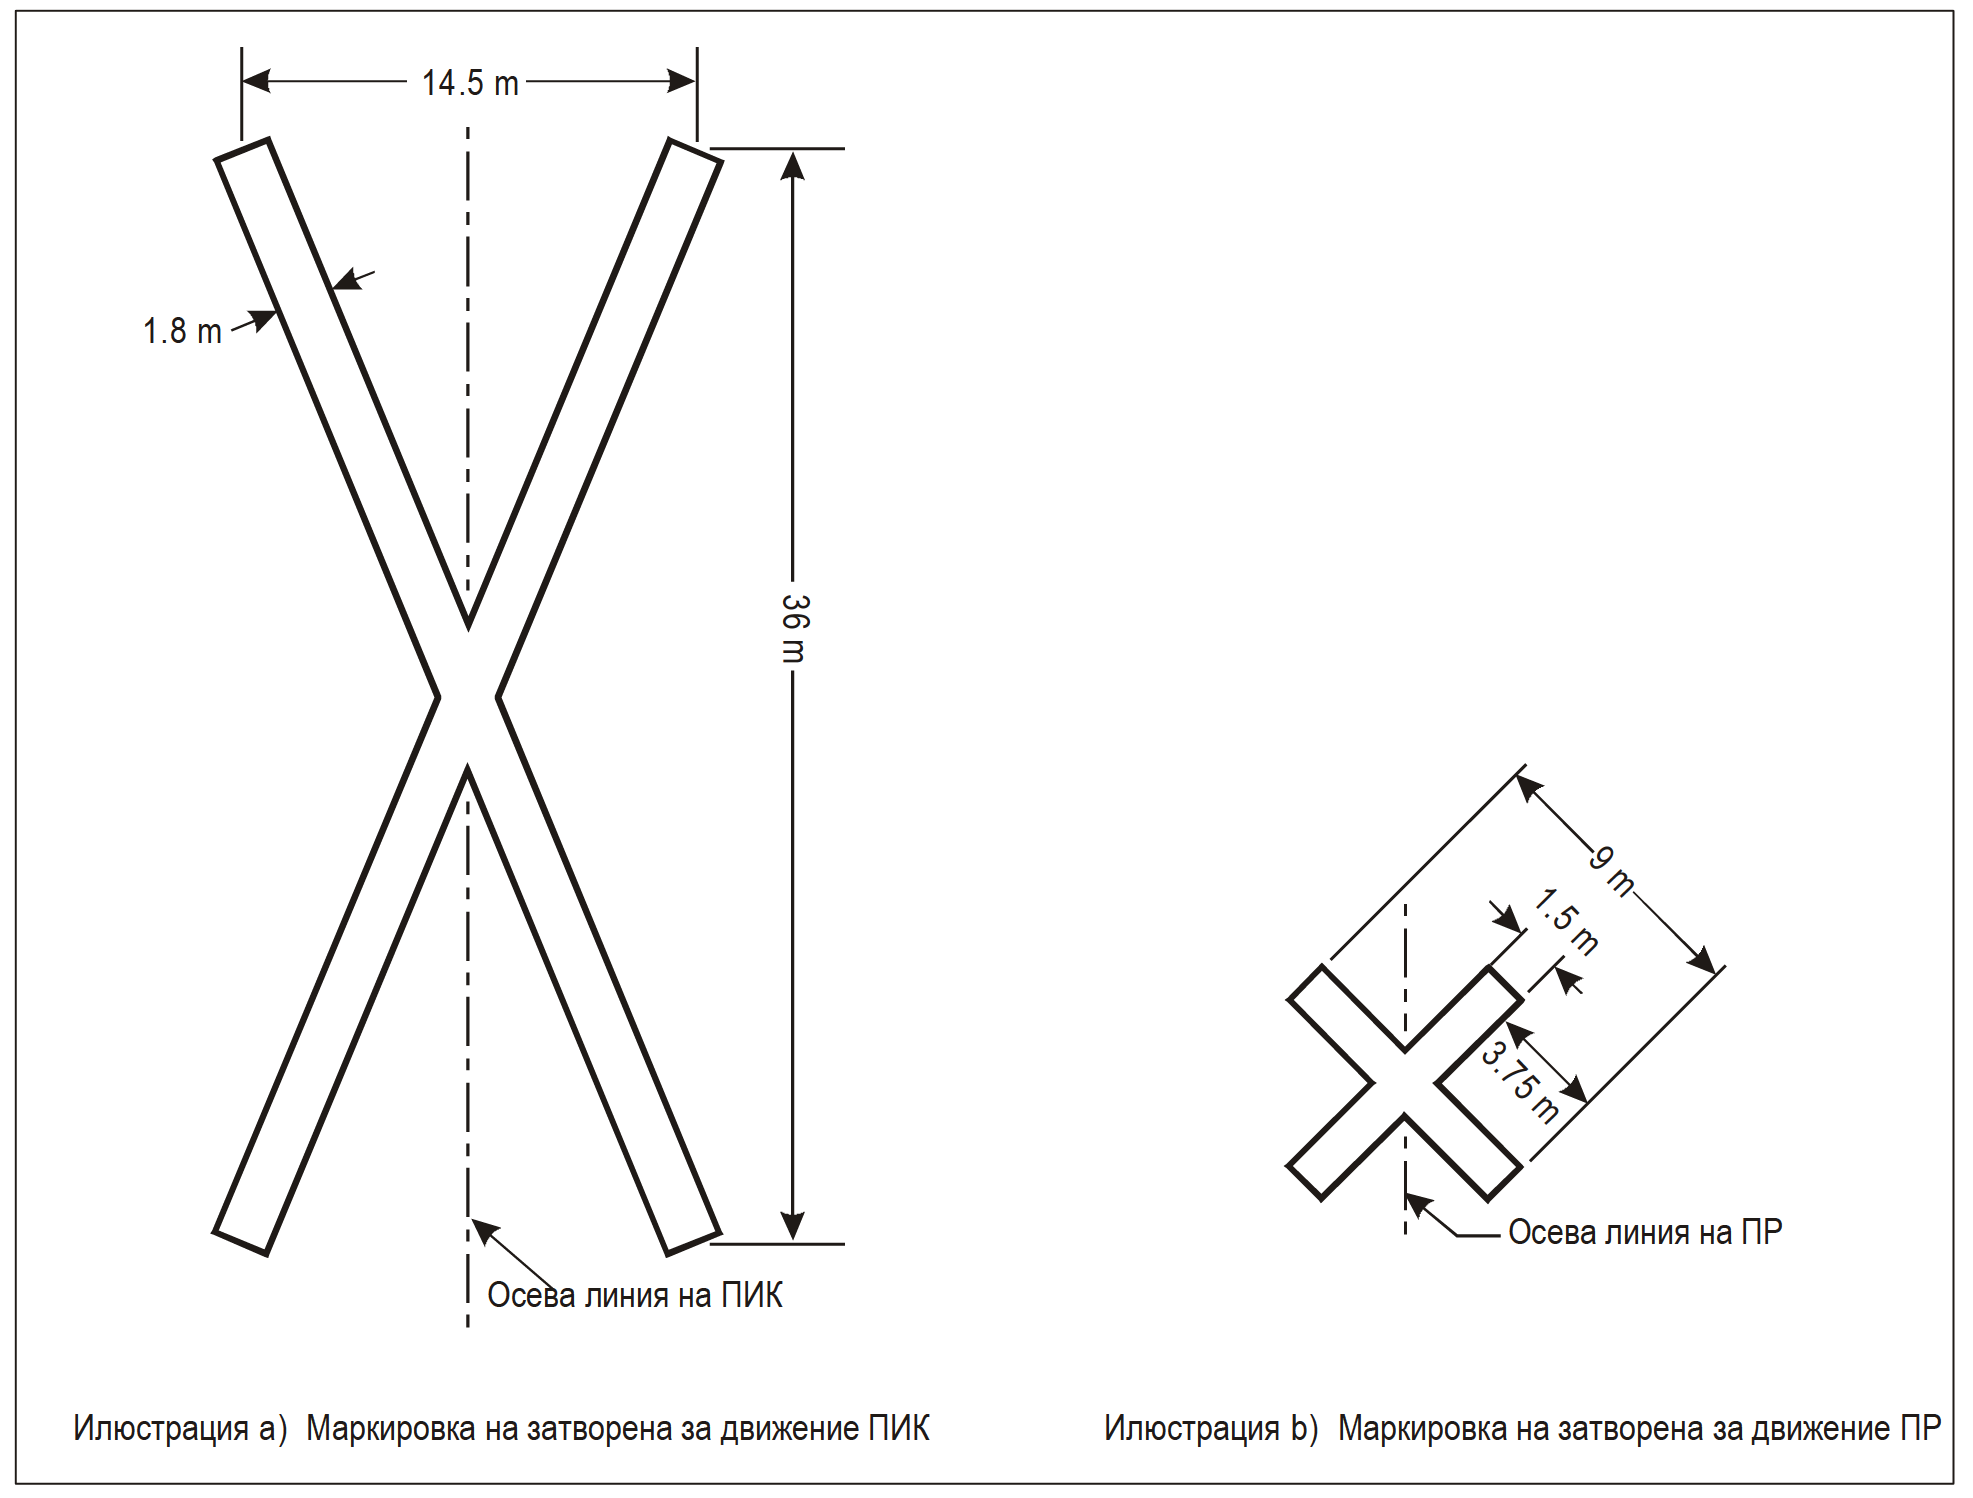 14.5 m
1.8 m
36 m
Осева линия на ПИК
9 m
1.5 m
3.75 m
Осева линия на ПР
Илюстрация a) Маркировка на затворена за движение ПИК
Илюстрация b) Маркировка на затворена за движение ПР